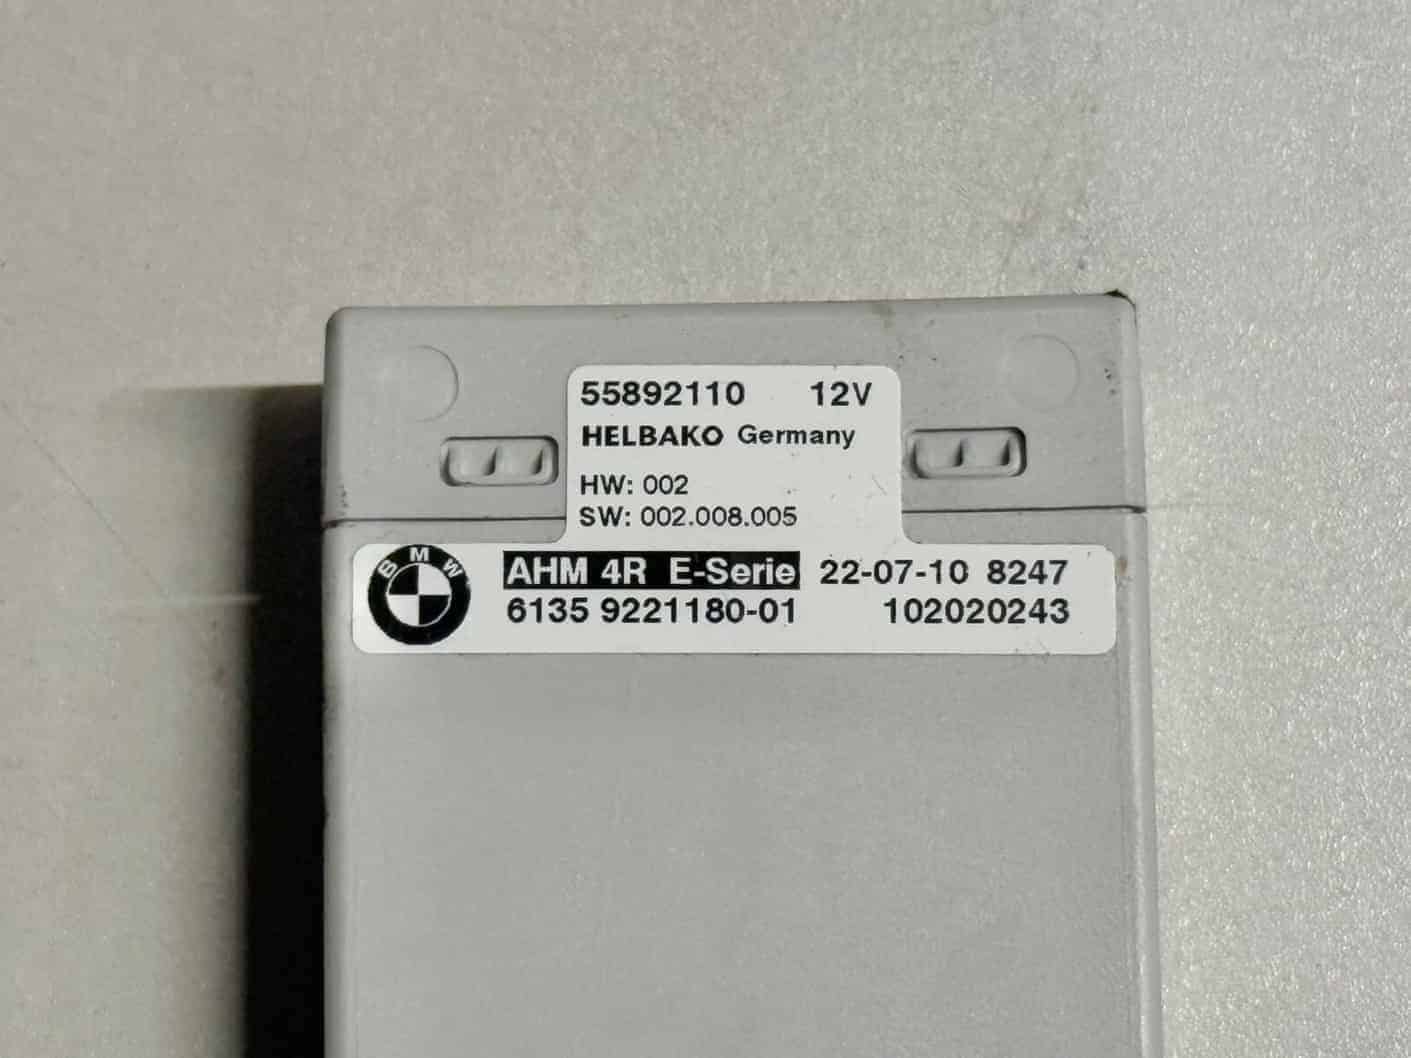 55892110 12V
HELBAKO Germany
HW: 002
SW: 002.008.005
BMW
AHM 4R E-Serie 22-07-10 8247
6135 9221180-01 102020243